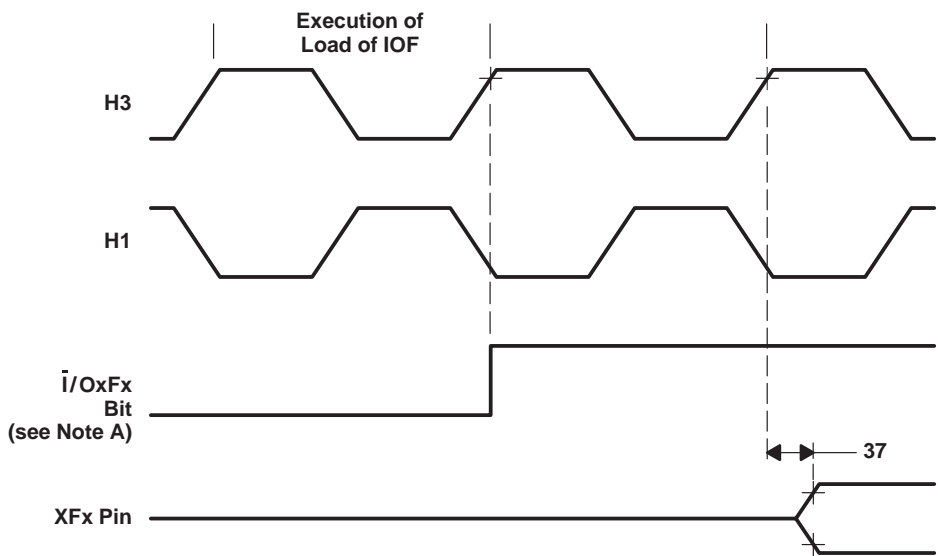 Execution of
Load of IOF
H3
H1
Ī/OxFx
Bit
(see Note A)
37
XFx Pin